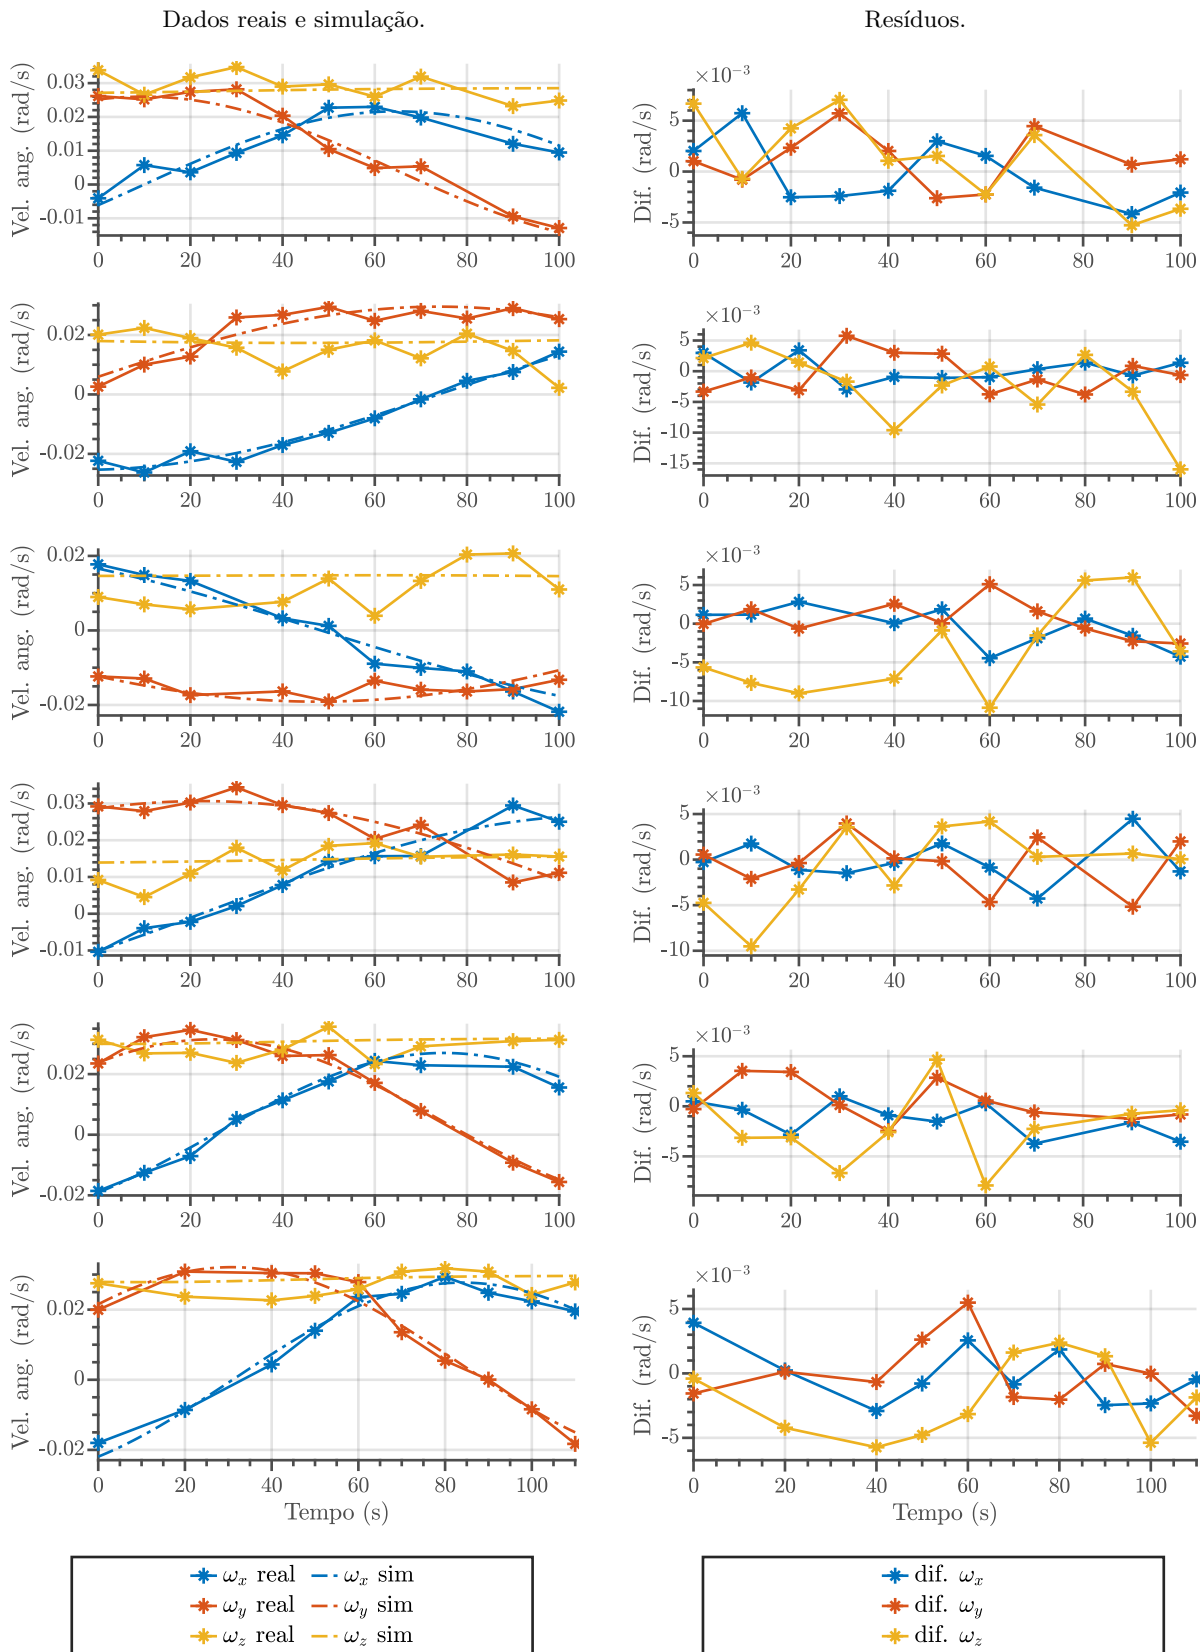 Dados reais e simulação.
Resíduos.
Vel. ang. (rad/s)
0.03
0.02
0.01
0
-0.01
0 20 40 60 80 100
×10⁻³
Dif. (rad/s)
5
0
-5
0 20 40 60 80 100
Vel. ang. (rad/s)
0.02
0
-0.02
0 20 40 60 80 100
×10⁻³
Dif. (rad/s)
5
0
-5
-10
-15
0 20 40 60 80 100
Vel. ang. (rad/s)
0.02
0
-0.02
0 20 40 60 80 100
×10⁻³
Dif. (rad/s)
5
0
-5
-10
0 20 40 60 80 100
Vel. ang. (rad/s)
0.03
0.02
0.01
0
-0.01
0 20 40 60 80 100
×10⁻³
Dif. (rad/s)
5
0
-5
-10
0 20 40 60 80 100
Vel. ang. (rad/s)
0.02
0
-0.02
0 20 40 60 80 100
×10⁻³
Dif. (rad/s)
5
0
-5
0 20 40 60 80 100
Vel. ang. (rad/s)
0.02
0
-0.02
0 20 40 60 80 100
Tempo (s)
×10⁻³
Dif. (rad/s)
5
0
-5
0 20 40 60 80 100
Tempo (s)
ωx real ωx sim
ωy real ωy sim
ωz real ωz sim
dif. ωx
dif. ωy
dif. ωz